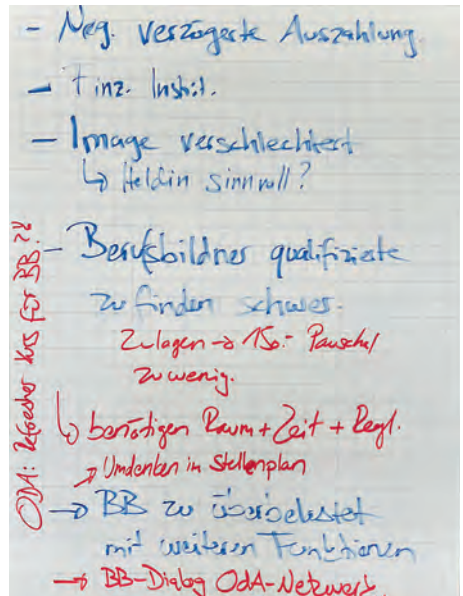 - Neg. verzögerte Auszahlung.
- Finz. Instit.
- Image verschlechtert
↳ Heldin sinnvoll?
- Berufsbildner qualifizierte
zu finden schwer.
Zulagen → 150.- Pauschal
zu wenig.
↳ benötigen Raum + Zeit + Regl.
→ Umdenken in Stellenplan
→ BB zu überbelastet
mit weiteren Funktionen
→ BB-Dialog OdA-Netzwerk.
OdA: Refresher Kurs für BB?